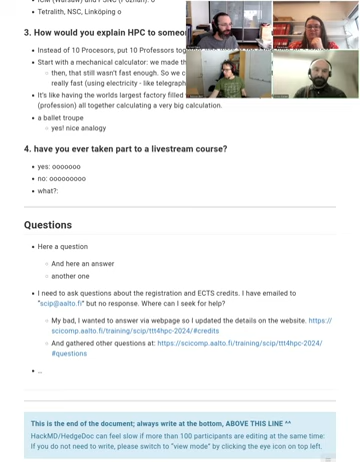 ICM (Warsaw) and PSNC (Poznań): 0
Tetralith, NSC, Linköping o
3. How would you explain HPC to someo
Instead of 10 Procesors, put 10 Professors tog
Start with a mechanical calculator: we made the
then, that still wasn't fast enough. So we c
really fast (using electricity - like telegraph
It's like having the worlds largest factory filled
(profession) all together calculating a very big calculation.
a ballet troupe
yes! nice analogy
4. have you ever taken part to a livestream course?
yes: ooooooo
no: ooooooooo
what?:
Questions
Here a question
And here an answer
another one
I need to ask questions about the registration and ECTS credits. I have emailed to
"scip@aalto.fi" but no response. Where can I seek for help?
My bad, I wanted to answer via webpage so I updated the details on the website. https://
scicomp.aalto.fi/training/scip/ttt4hpc-2024/#credits
And gathered other questions at: https://scicomp.aalto.fi/training/scip/ttt4hpc-2024/
#questions
...
This is the end of the document; always write at the bottom, ABOVE THIS LINE ^^
HackMD/HedgeDoc can feel slow if more than 100 participants are editing at the same time:
If you do not need to write, please switch to "view mode" by clicking the eye icon on top left.